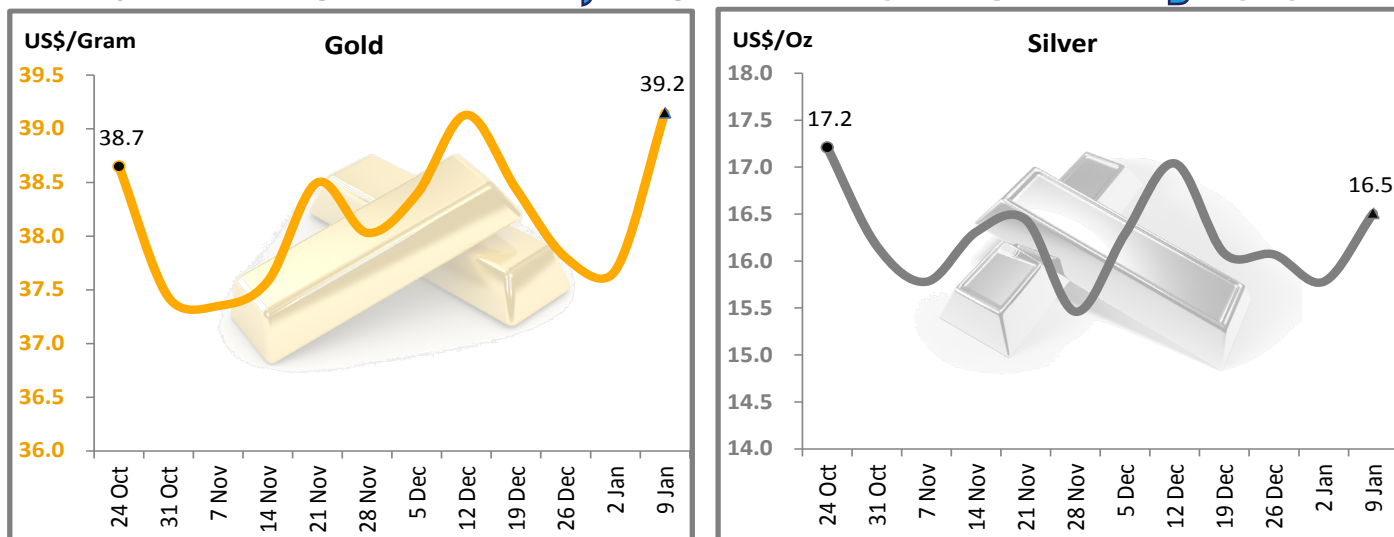 US$/Gram
Gold
39.5
39.0
38.5
38.0
37.5
37.0
36.5
36.0
38.7
39.2
24 Oct
31 Oct
7 Nov
14 Nov
21 Nov
28 Nov
5 Dec
12 Dec
19 Dec
26 Dec
2 Jan
9 Jan
US$/Oz
Silver
18.0
17.5
17.0
16.5
16.0
15.5
15.0
14.5
14.0
17.2
16.5
24 Oct
31 Oct
7 Nov
14 Nov
21 Nov
28 Nov
5 Dec
12 Dec
19 Dec
26 Dec
2 Jan
9 Jan